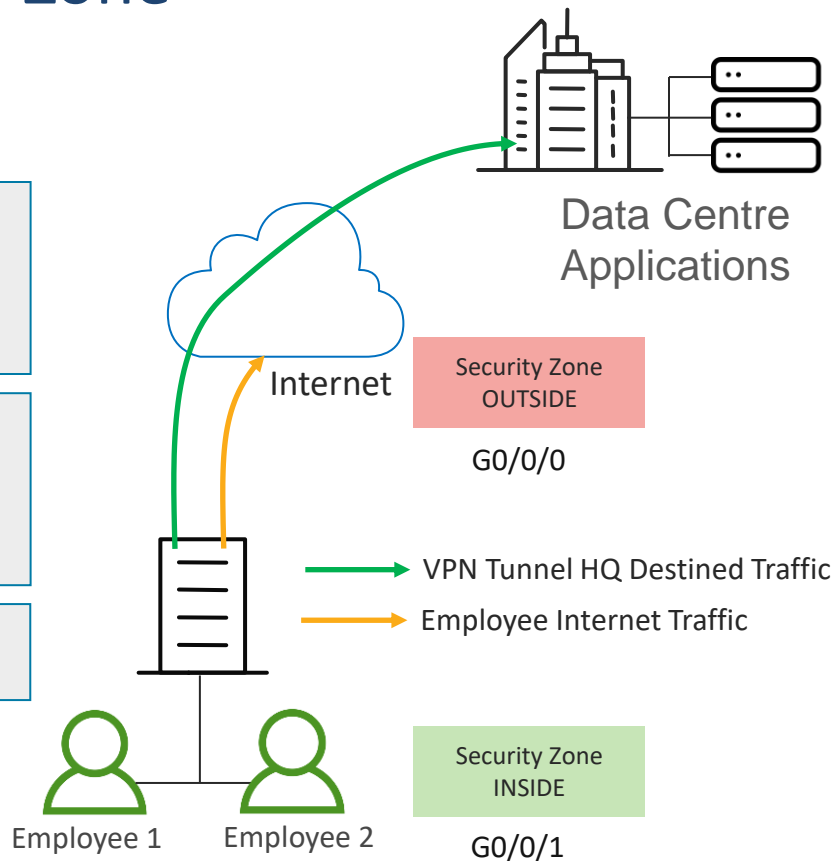 Zone
Data Centre
Applications
Internet
Security Zone
OUTSIDE
G0/0/0
VPN Tunnel HQ Destined Traffic
Employee Internet Traffic
Security Zone
INSIDE
Employee 1
Employee 2
G0/0/1